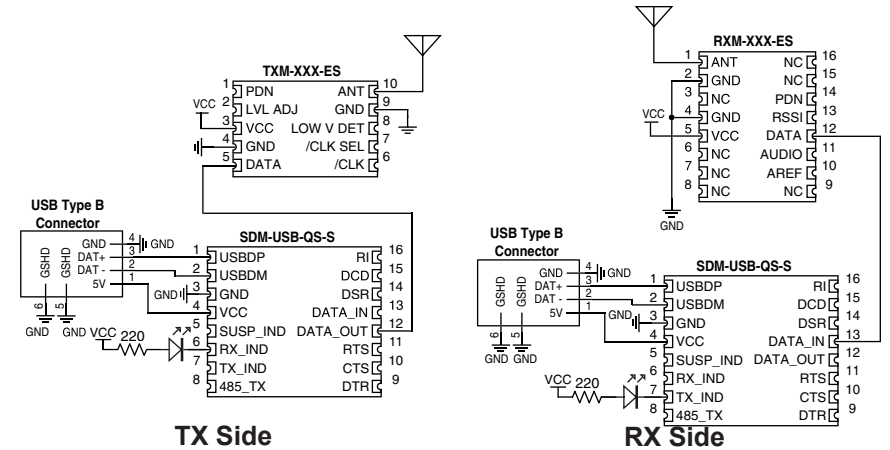 TXM-XXX-ES
1 PDN ANT 10
2 LVL ADJ GND 9
3 VCC LOW V DET 8
4 GND /CLK SEL 7
5 DATA /CLK 6
VCC
USB Type B
Connector
GND 4 GND
DAT+ 3
DAT - 2
5V 1
GSHD GSHD
6 5
GND GND
SDM-USB-QS-S
1 USBDP RI 16
2 USBDM DCD 15
GND 3 GND DSR 14
4 VCC DATA_IN 13
5 SUSP_IND DATA_OUT 12
6 RX_IND RTS 11
7 TX_IND CTS 10
8 485_TX DTR 9
VCC 220
TX Side
RXM-XXX-ES
1 ANT NC 16
2 GND NC 15
3 NC PDN 14
4 GND RSSI 13
5 VCC DATA 12
6 NC AUDIO 11
7 NC AREF 10
8 NC NC 9
VCC
GND
USB Type B
Connector
GND 4 GND
DAT+ 3
DAT - 2
5V 1
GSHD GSHD
6 5
GND GND
SDM-USB-QS-S
1 USBDP RI 16
2 USBDM DCD 15
GND 3 GND DSR 14
4 VCC DATA_IN 13
5 SUSP_IND DATA_OUT 12
6 RX_IND RTS 11
7 TX_IND CTS 10
8 485_TX DTR 9
VCC 220
RX Side